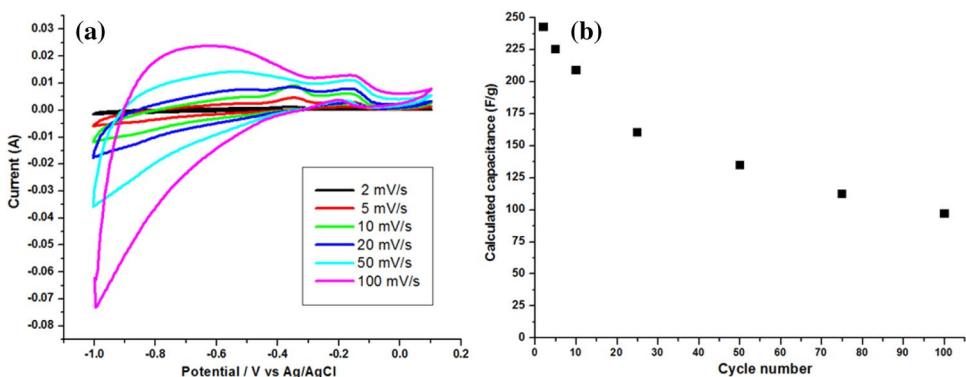 (a)
0.03
0.02
0.01
0.00
-0.01
-0.02
-0.03
-0.04
-0.05
-0.06
-0.07
-0.08
Current (A)
2 mV/s
5 mV/s
10 mV/s
20 mV/s
50 mV/s
100 mV/s
-1.0 -0.8 -0.6 -0.4 -0.2 0.0 0.2
Potential / V vs Ag/AgCl
(b)
250
225
200
175
150
125
100
75
50
25
0
Calculated capacitance (F/g)
0 10 20 30 40 50 60 70 80 90 100
Cycle number